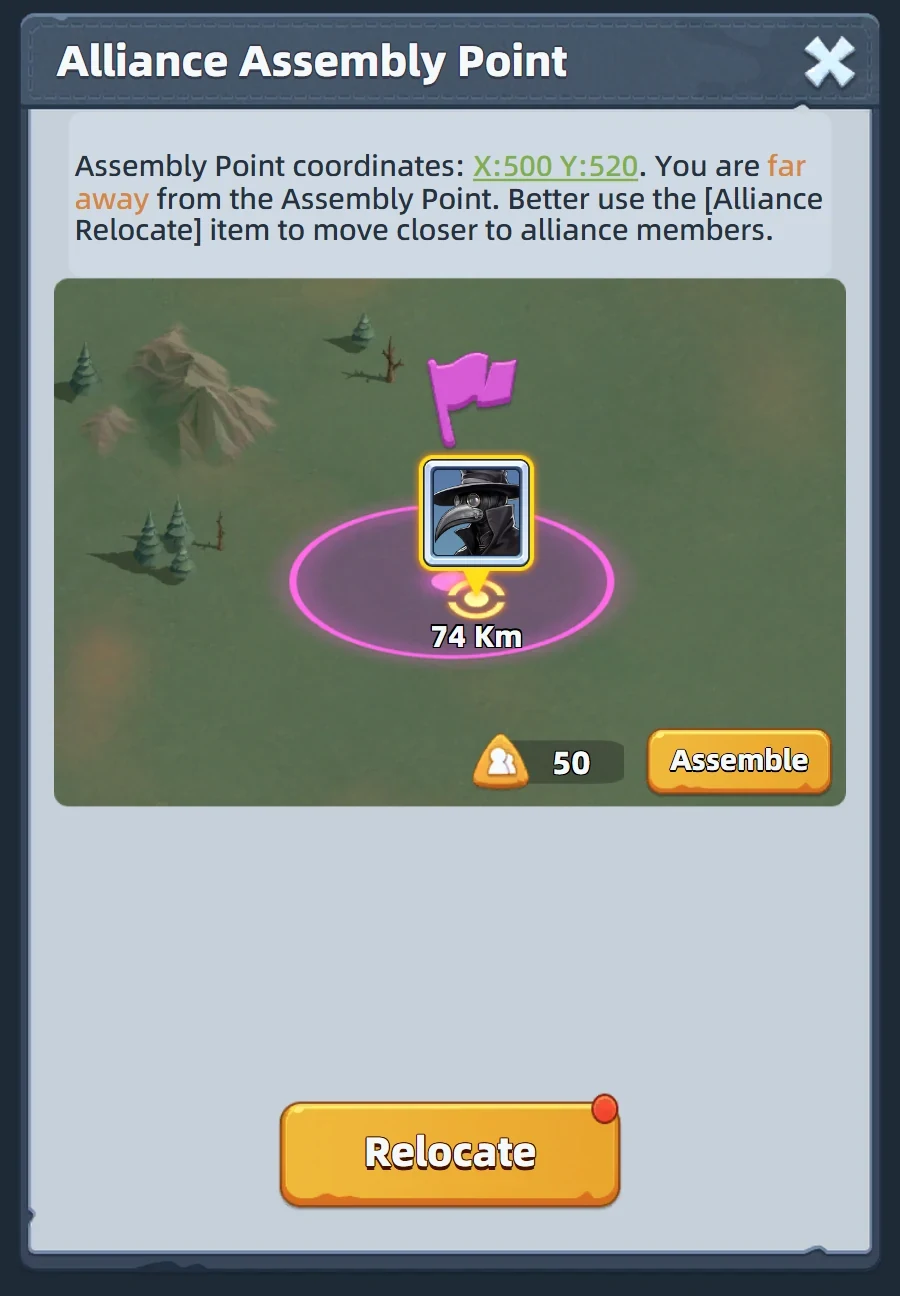 Alliance Assembly Point
Assembly Point coordinates: X:500 Y:520. You are far
away from the Assembly Point. Better use the [Alliance
Relocate] item to move closer to alliance members.
74 Km
50
Assemble
Relocate